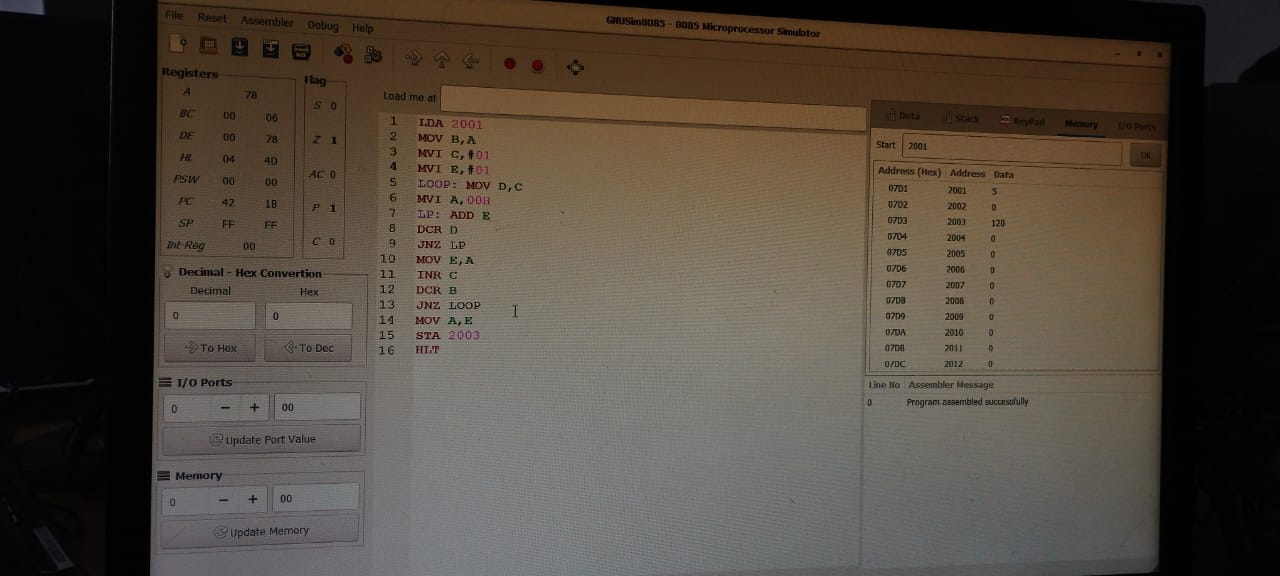 GNUSim8085 - 8085 Microprocessor Simulator
File Reset Assembler Debug Help
Registers
A 78
BC 00 06
DE 00 78
HL 04 4D
PSW 00 00
PC 42 1B
SP FF FF
Int-Reg 00
Flag
S 0
Z 1
AC 0
P 1
C 0
Decimal - Hex Convertion
Decimal Hex
0 0
To Hex To Dec
I/O Ports
0 - + 00
Update Port Value
Memory
0 - + 00
Update Memory
Load me at
1 LDA 2001
2 MOV B,A
3 MVI C,#01
4 MVI E,#01
5 LOOP: MOV D,C
6 MVI A,00H
7 LP: ADD E
8 DCR D
9 JNZ LP
10 MOV E,A
11 INR C
12 DCR B
13 JNZ LOOP
14 MOV A,E
15 STA 2003
16 HLT
Data Stack KeyPad Memory I/O Ports
Start 2001 OK
Address (Hex) Address Data
07D1 2001 5
07D2 2002 0
07D3 2003 120
07D4 2004 0
07D5 2005 0
07D6 2006 0
07D7 2007 0
07D8 2008 0
07D9 2009 0
07DA 2010 0
07DB 2011 0
07DC 2012 0
Line No Assembler Message
0 Program assembled successfully